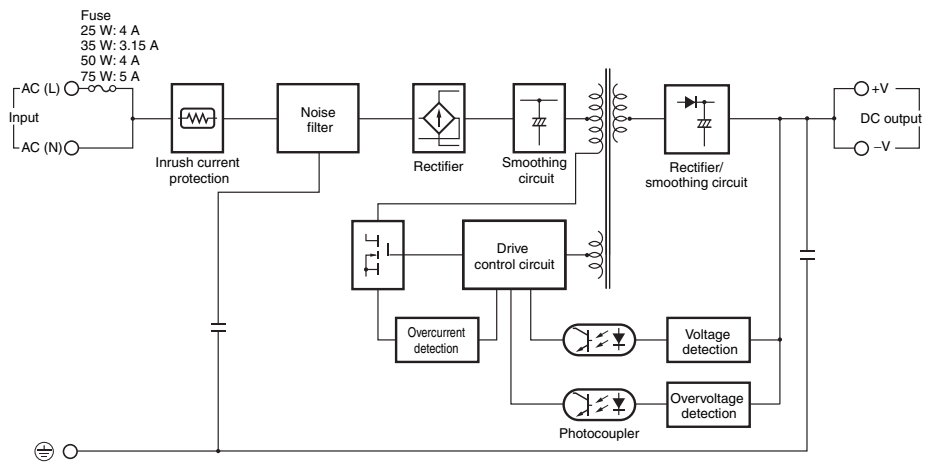 Fuse
25 W: 4 A
35 W: 3.15 A
50 W: 4 A
75 W: 5 A
AC (L)
Input
AC (N)
Inrush current
protection
Noise
filter
Rectifier
Smoothing
circuit
Rectifier/
smoothing circuit
+V
DC output
–V
Drive
control circuit
Overcurrent
detection
Voltage
detection
Overvoltage
detection
Photocoupler